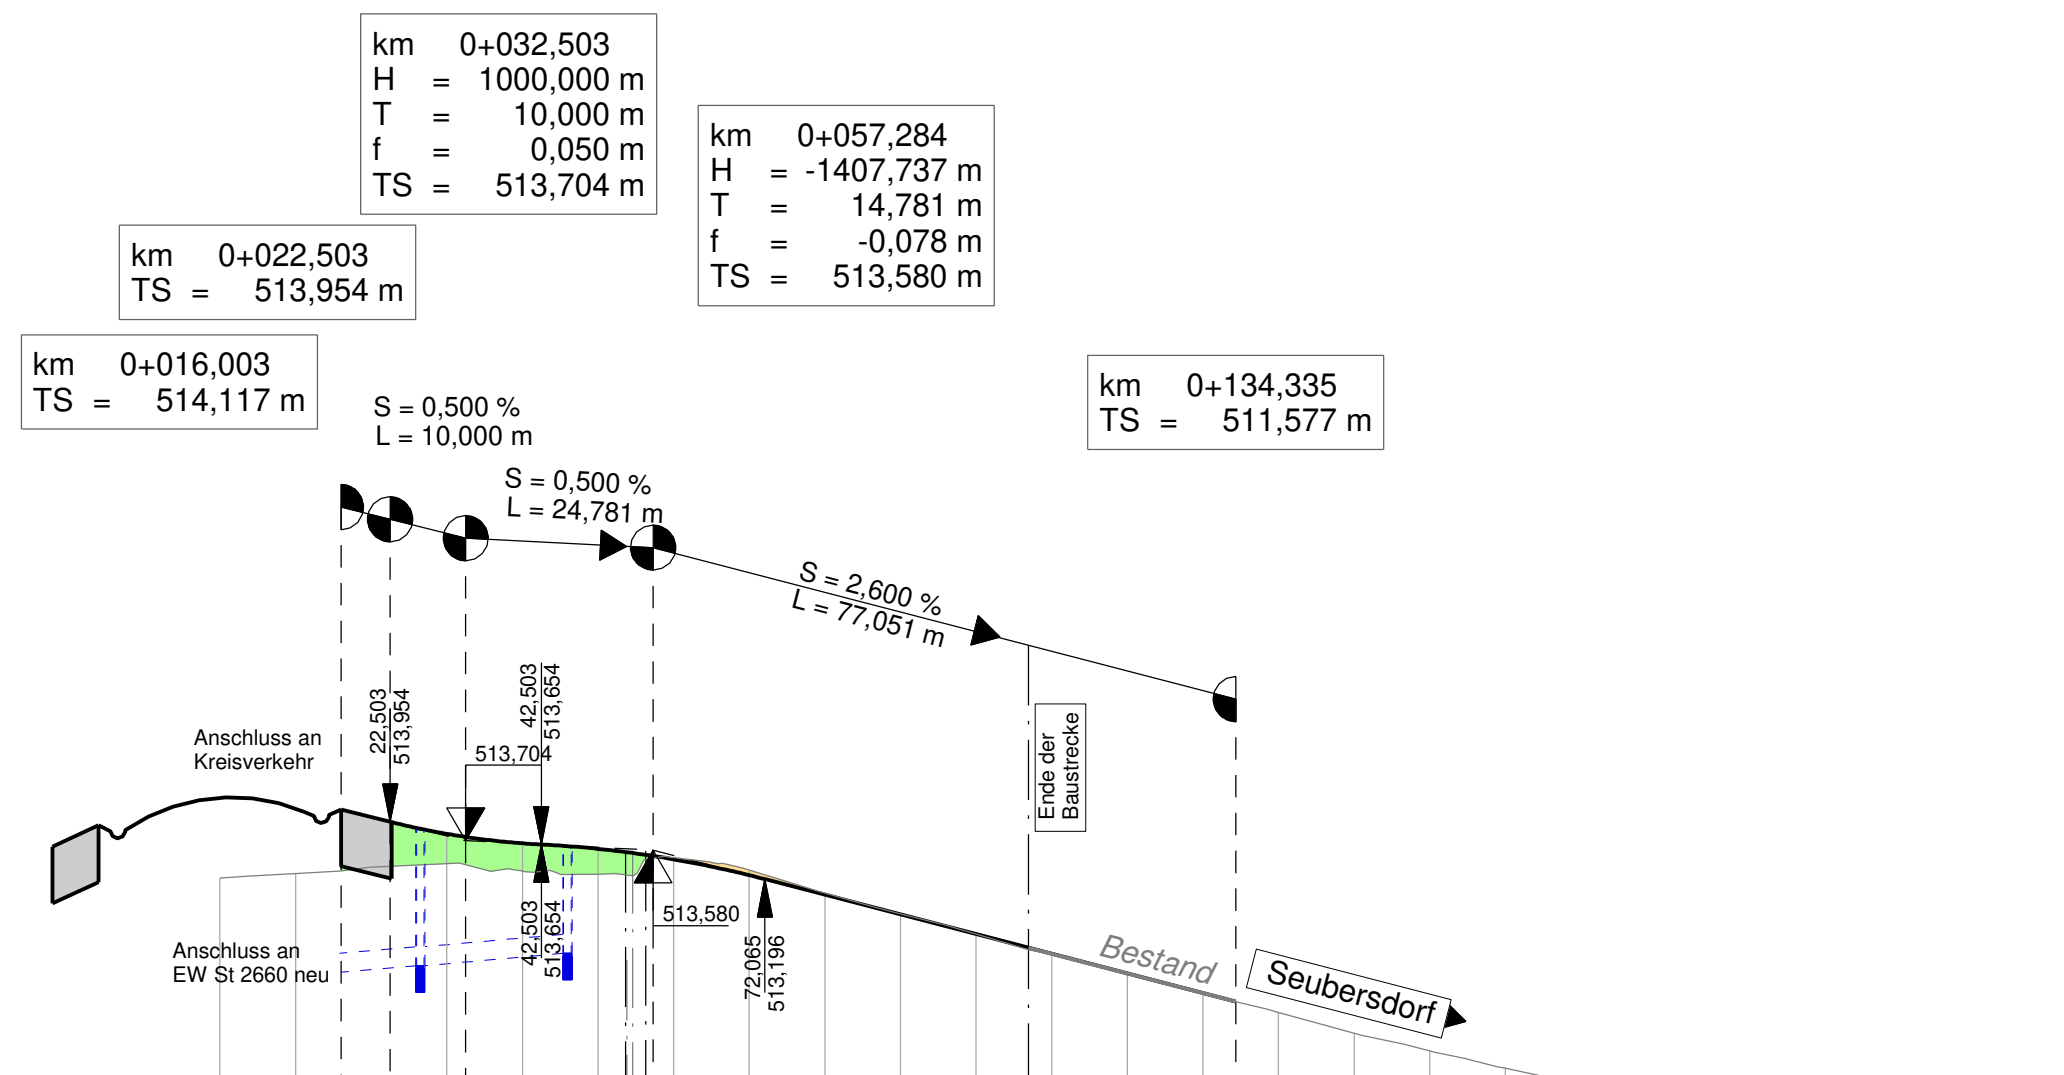 km 0+032,503
H = 1000,000 m
T = 10,000 m
f = 0,050 m
TS = 513,704 m
km 0+057,284
H = -1407,737 m
T = 14,781 m
f = -0,078 m
TS = 513,580 m
km 0+022,503
TS = 513,954 m
km 0+016,003
TS = 514,117 m
km 0+134,335
TS = 511,577 m
S = 0,500 %
L = 10,000 m
S = 0,500 %
L = 24,781 m
S = 2,600 %
L = 77,051 m
22,503
513,954
42,503
513,654
513,704
Anschluss an
Kreisverkehr
Ende der
Baustrecke
42,503
513,654
513,580
72,065
513,196
Anschluss an
EW St 2660 neu
Bestand
Seubersdorf